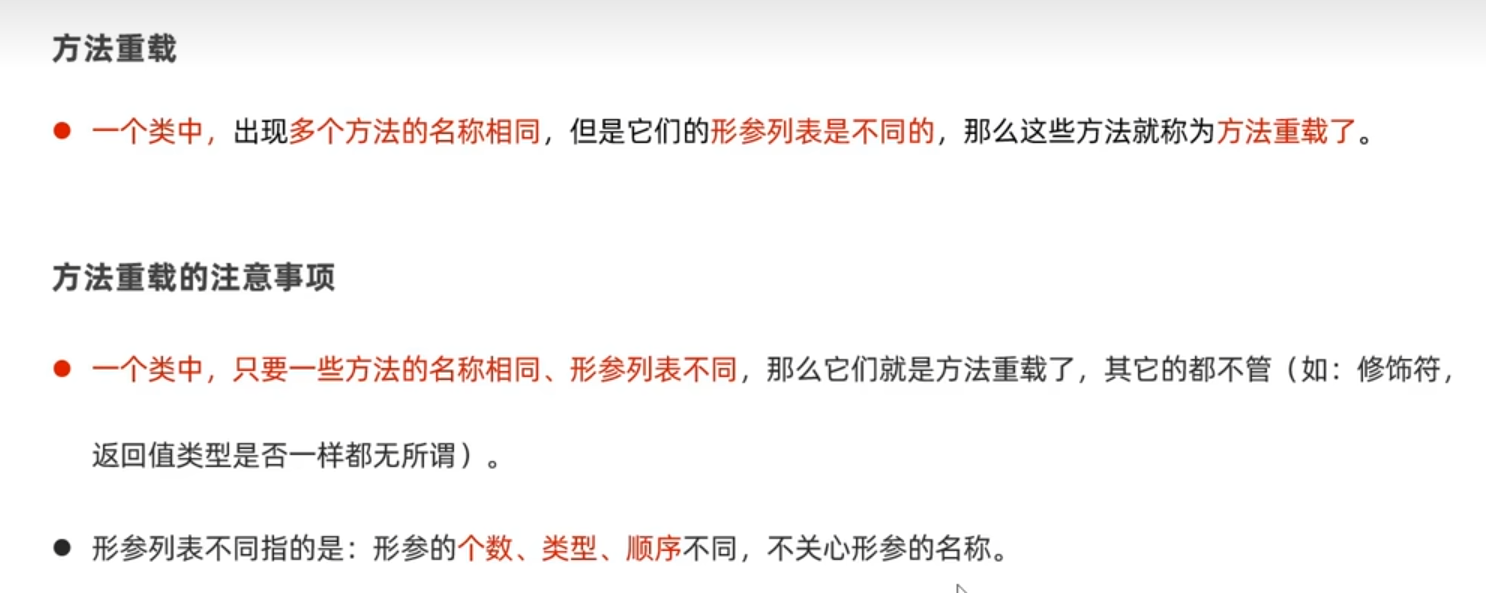 方法重载
● 一个类中，出现多个方法的名称相同，但是它们的形参列表是不同的，那么这些方法就称为方法重载了。
方法重载的注意事项
● 一个类中，只要一些方法的名称相同、形参列表不同，那么它们就是方法重载了，其它的都不管（如：修饰符，
返回值类型是否一样都无所谓）。
● 形参列表不同指的是：形参的个数、类型、顺序不同，不关心形参的名称。